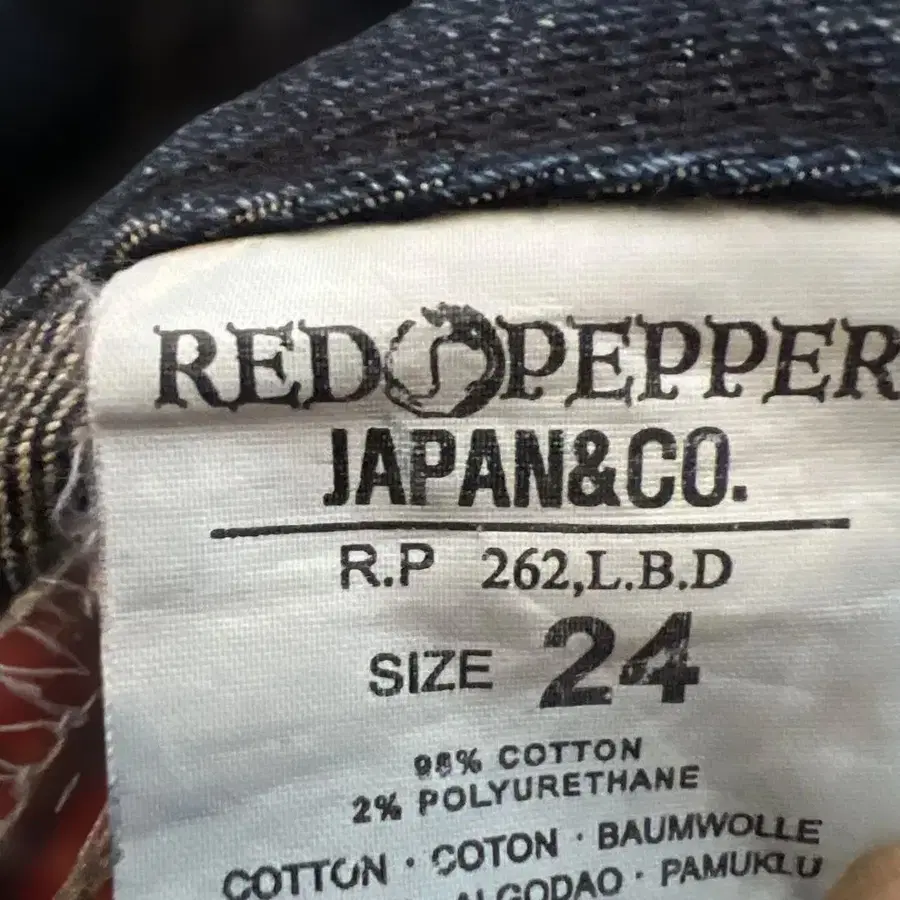 RED PEPPER
JAPAN&CO.
R.P 262,L.B.D
SIZE 24
98% COTTON
2% POLYURETHANE
COTTON · COTON · BAUMWOLLE
ALGODAO · PAMUKLU